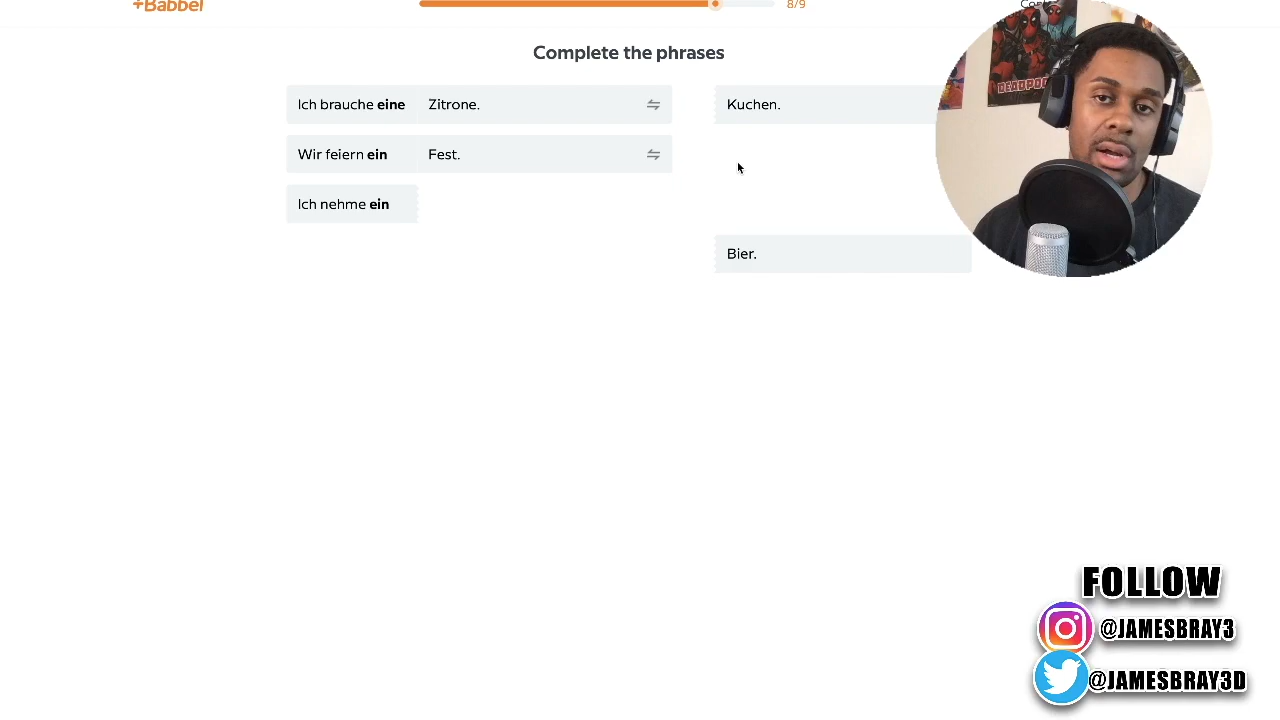 +Babbel
8/9
Complete the phrases
Ich brauche eine Zitrone. Kuchen.
Wir feiern ein Fest.
Ich nehme ein
Bier.
DEADPOOL
FOLLOW
@JAMESBRAY3
@JAMESBRAY3D